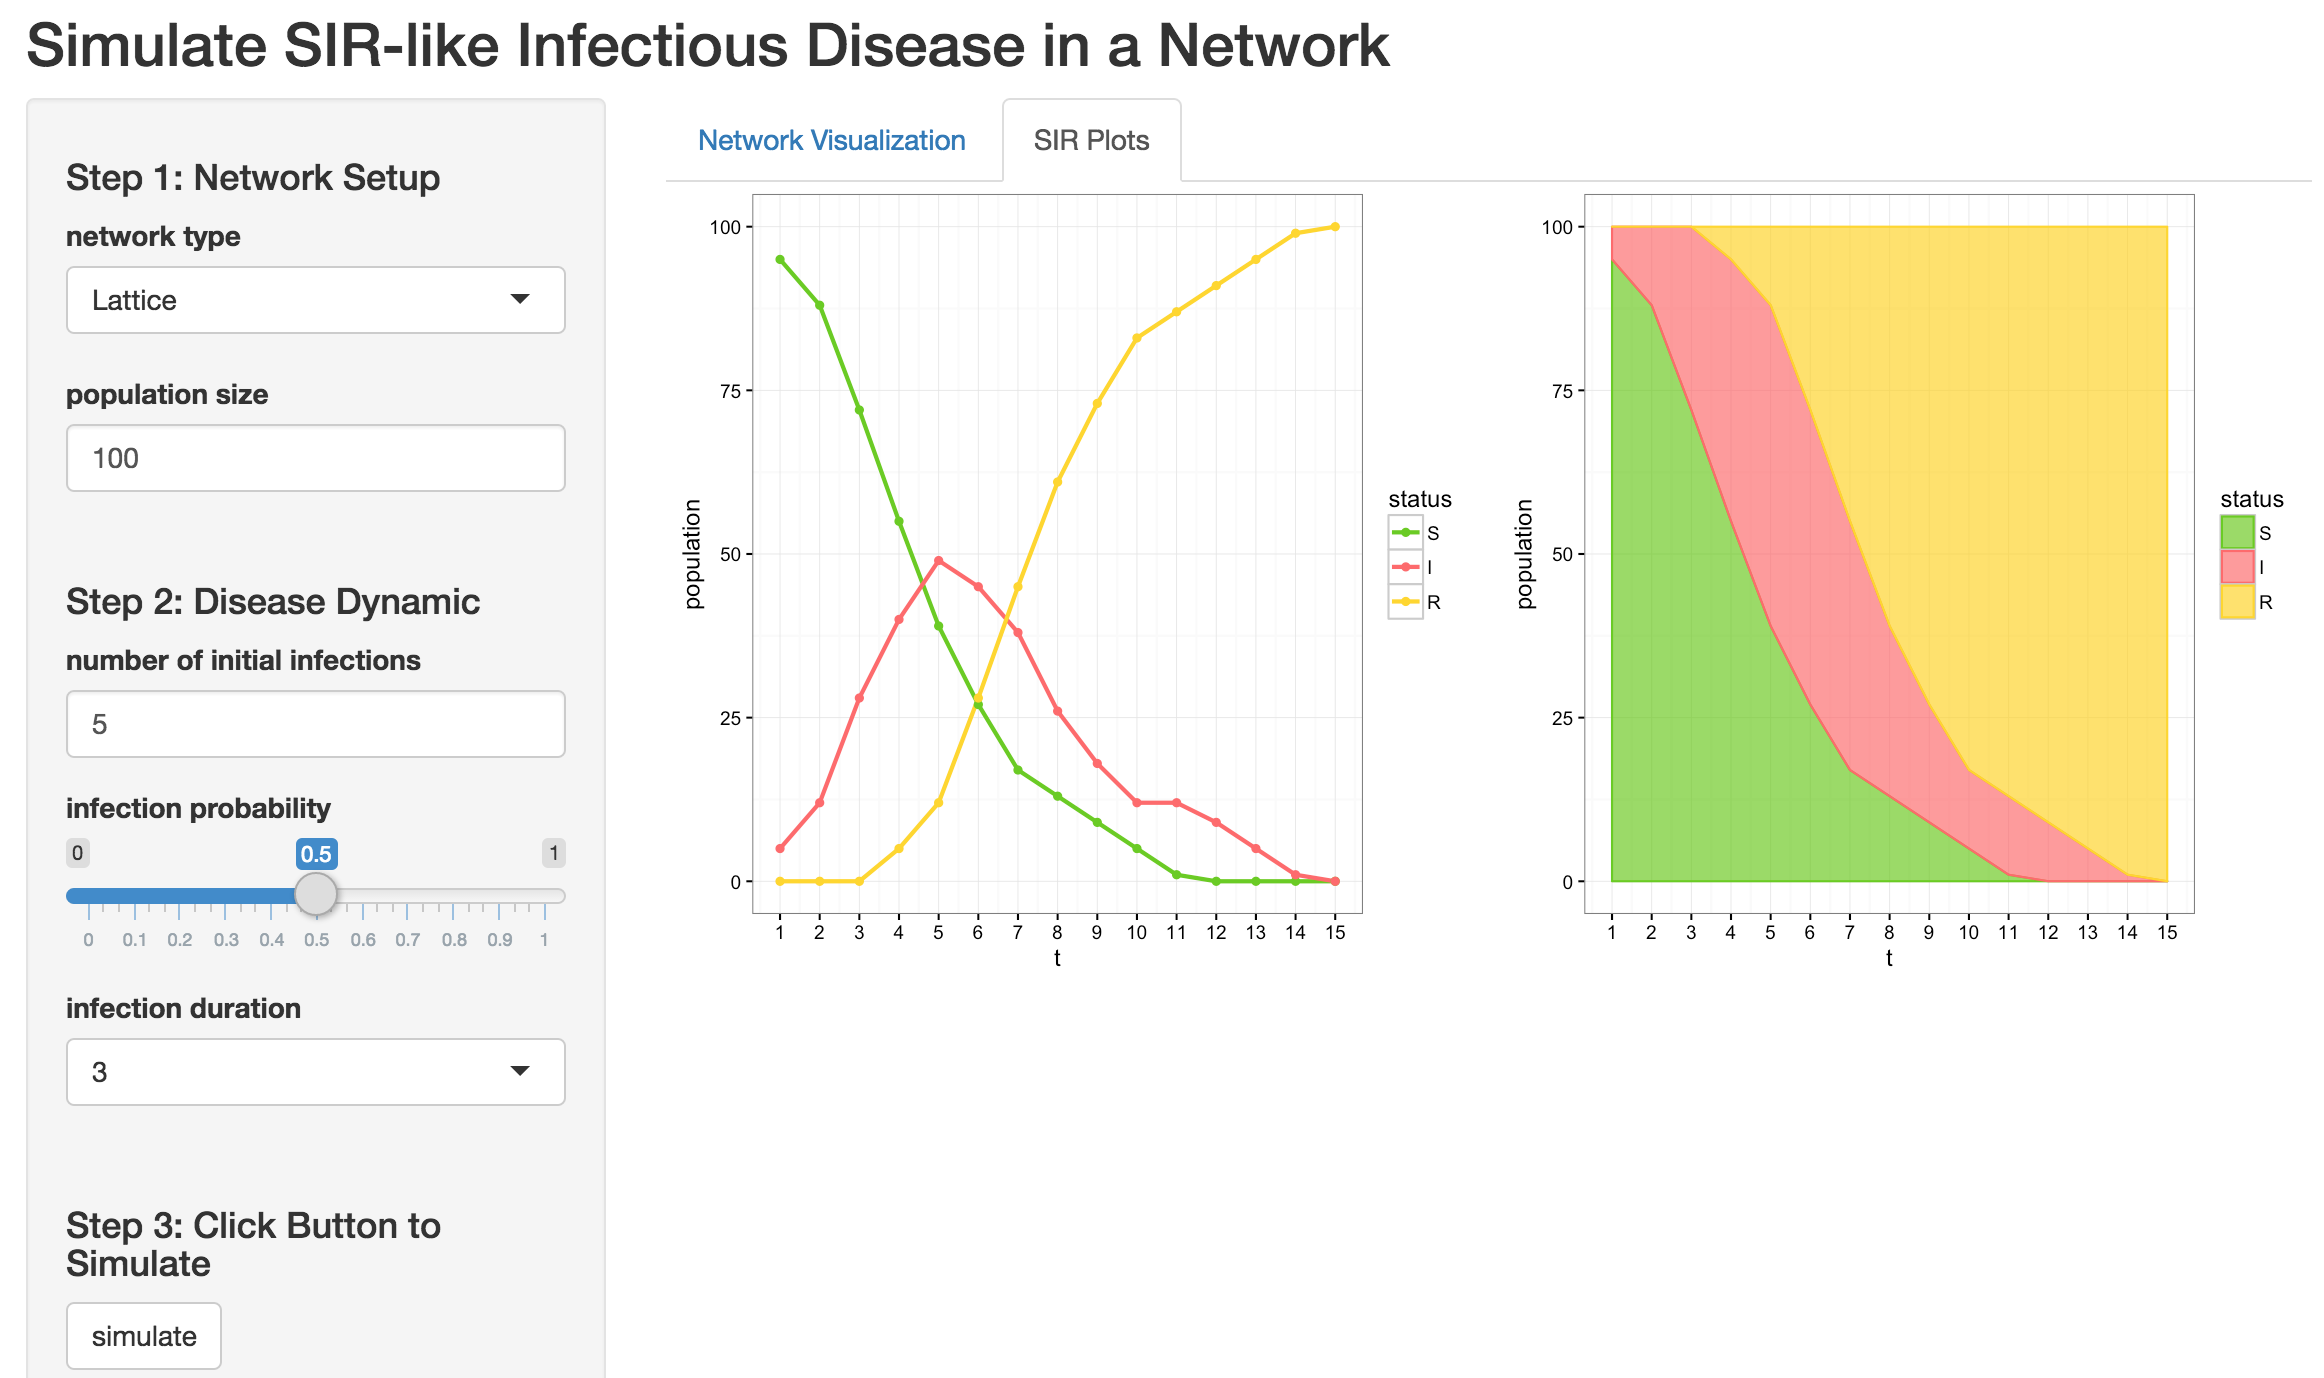 Simulate SIR-like Infectious Disease in a Network
Step 1: Network Setup
network type
Lattice
population size
100
Step 2: Disease Dynamic
number of initial infections
5
infection probability
0 0.5 1
0 0.1 0.2 0.3 0.4 0.5 0.6 0.7 0.8 0.9 1
infection duration
3
Step 3: Click Button to
Simulate
simulate
Network Visualization SIR Plots
100
75
50
25
0
population
1 2 3 4 5 6 7 8 9 10 11 12 13 14 15
t
status
S
I
R
100
75
50
25
0
population
1 2 3 4 5 6 7 8 9 10 11 12 13 14 15
t
status
S
I
R